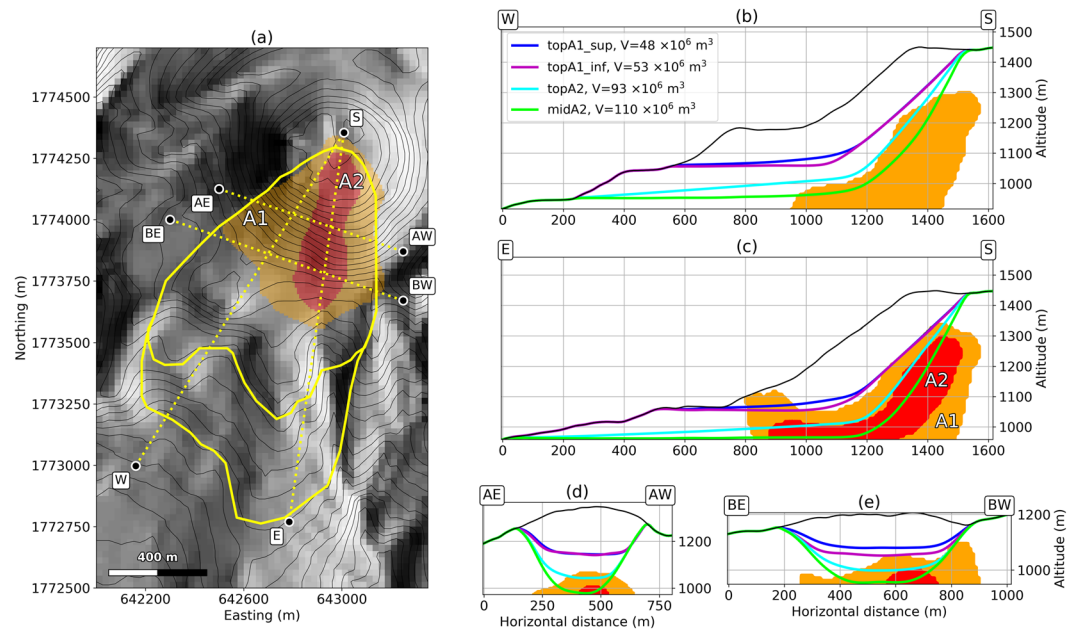 (a)
1774500
1774250
1774000
1773750
1773500
1773250
1773000
1772750
1772500
Northing (m)
S
A2
AE
A1
BE
AW
BW
W
E
400 m
642200
642600
643000
Easting (m)
W
(b)
S
topA1_sup, V=48 ×10⁶ m³
topA1_inf, V=53 ×10⁶ m³
topA2, V=93 ×10⁶ m³
midA2, V=110 ×10⁶ m³
1500
1400
1300
1200
1100
1000
Altitude (m)
0 200 400 600 800 1000 1200 1400 1600
E
(c)
S
1500
1400
1300
1200
1100
1000
Altitude (m)
A2
A1
0 200 400 600 800 1000 1200 1400 1600
AE
(d)
AW
1200
1000
0 250 500 750
Horizontal distance (m)
BE
(e)
BW
1200
1000
Altitude (m)
0 200 400 600 800 1000
Horizontal distance (m)